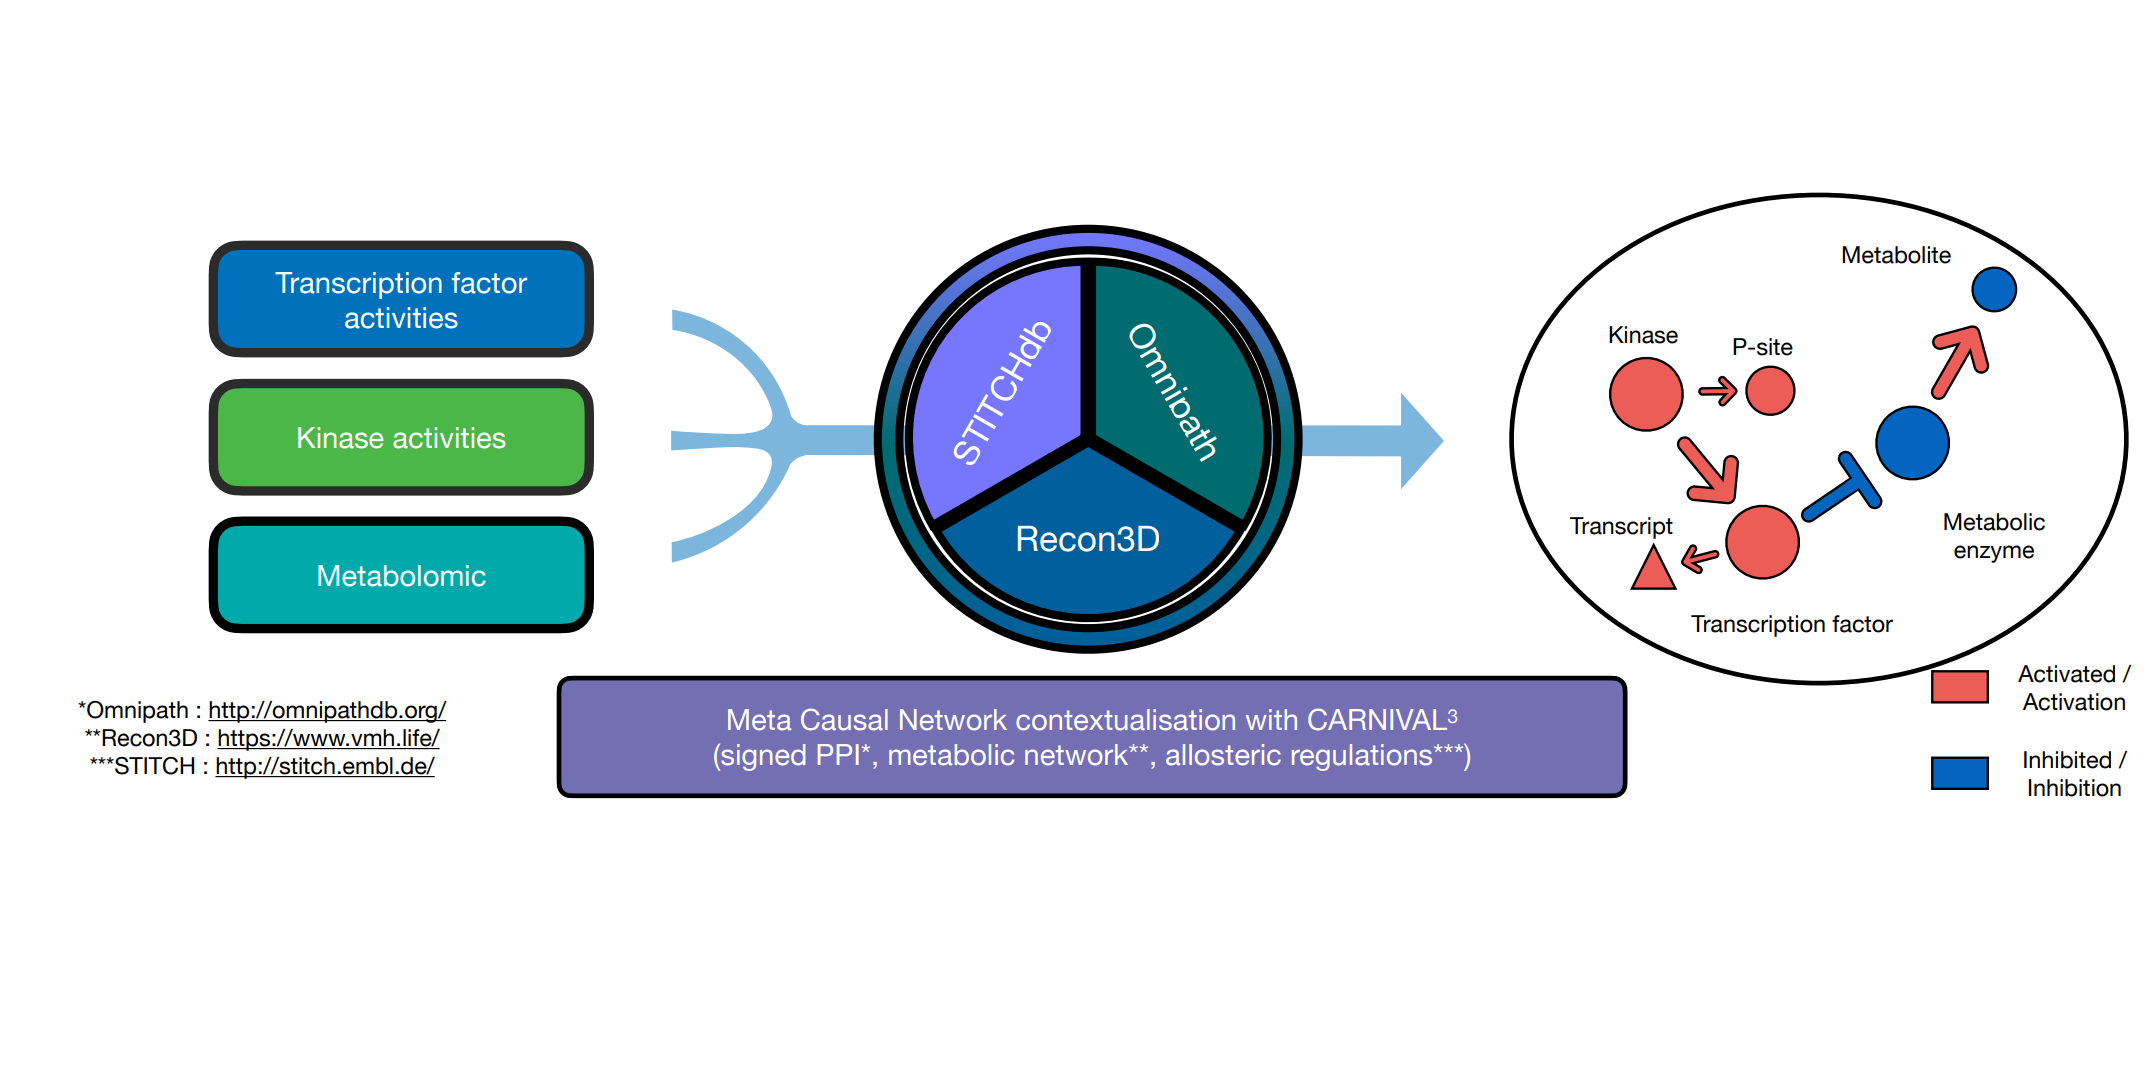 Transcription factor
activities
Kinase activities
Metabolomic
STITCHdb
Omnipath
Recon3D
Metabolite
Kinase
P-site
Transcript
Metabolic
enzyme
Transcription factor
Activated /
Activation
Inhibited /
Inhibition
*Omnipath : http://omnipathdb.org/
**Recon3D : https://www.vmh.life/
***STITCH : http://stitch.embl.de/
Meta Causal Network contextualisation with CARNIVAL³
(signed PPI*, metabolic network**, allosteric regulations***)